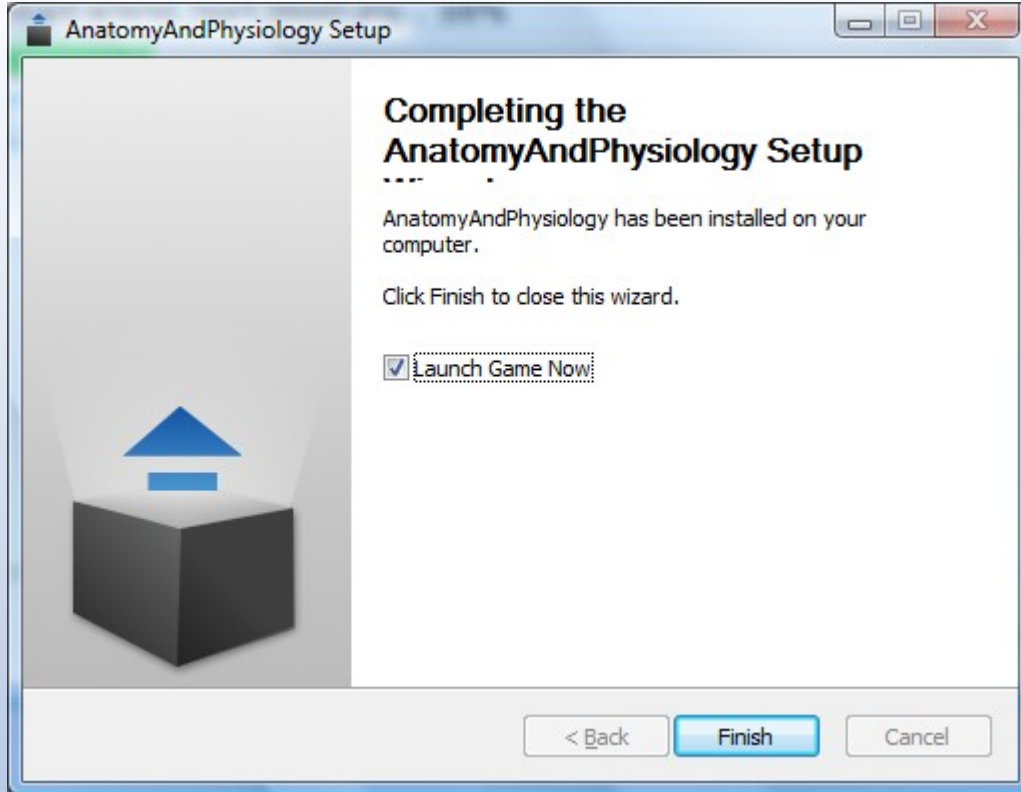 AnatomyAndPhysiology Setup
Completing the
AnatomyAndPhysiology Setup
AnatomyAndPhysiology has been installed on your
computer.
Click Finish to close this wizard.
Launch Game Now
< Back
Finish
Cancel